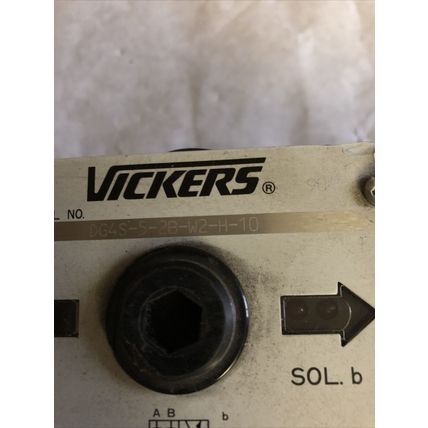 VICKERS®
L NO.
DG4S-5-2B-W2-H-10
SOL. b
A B b